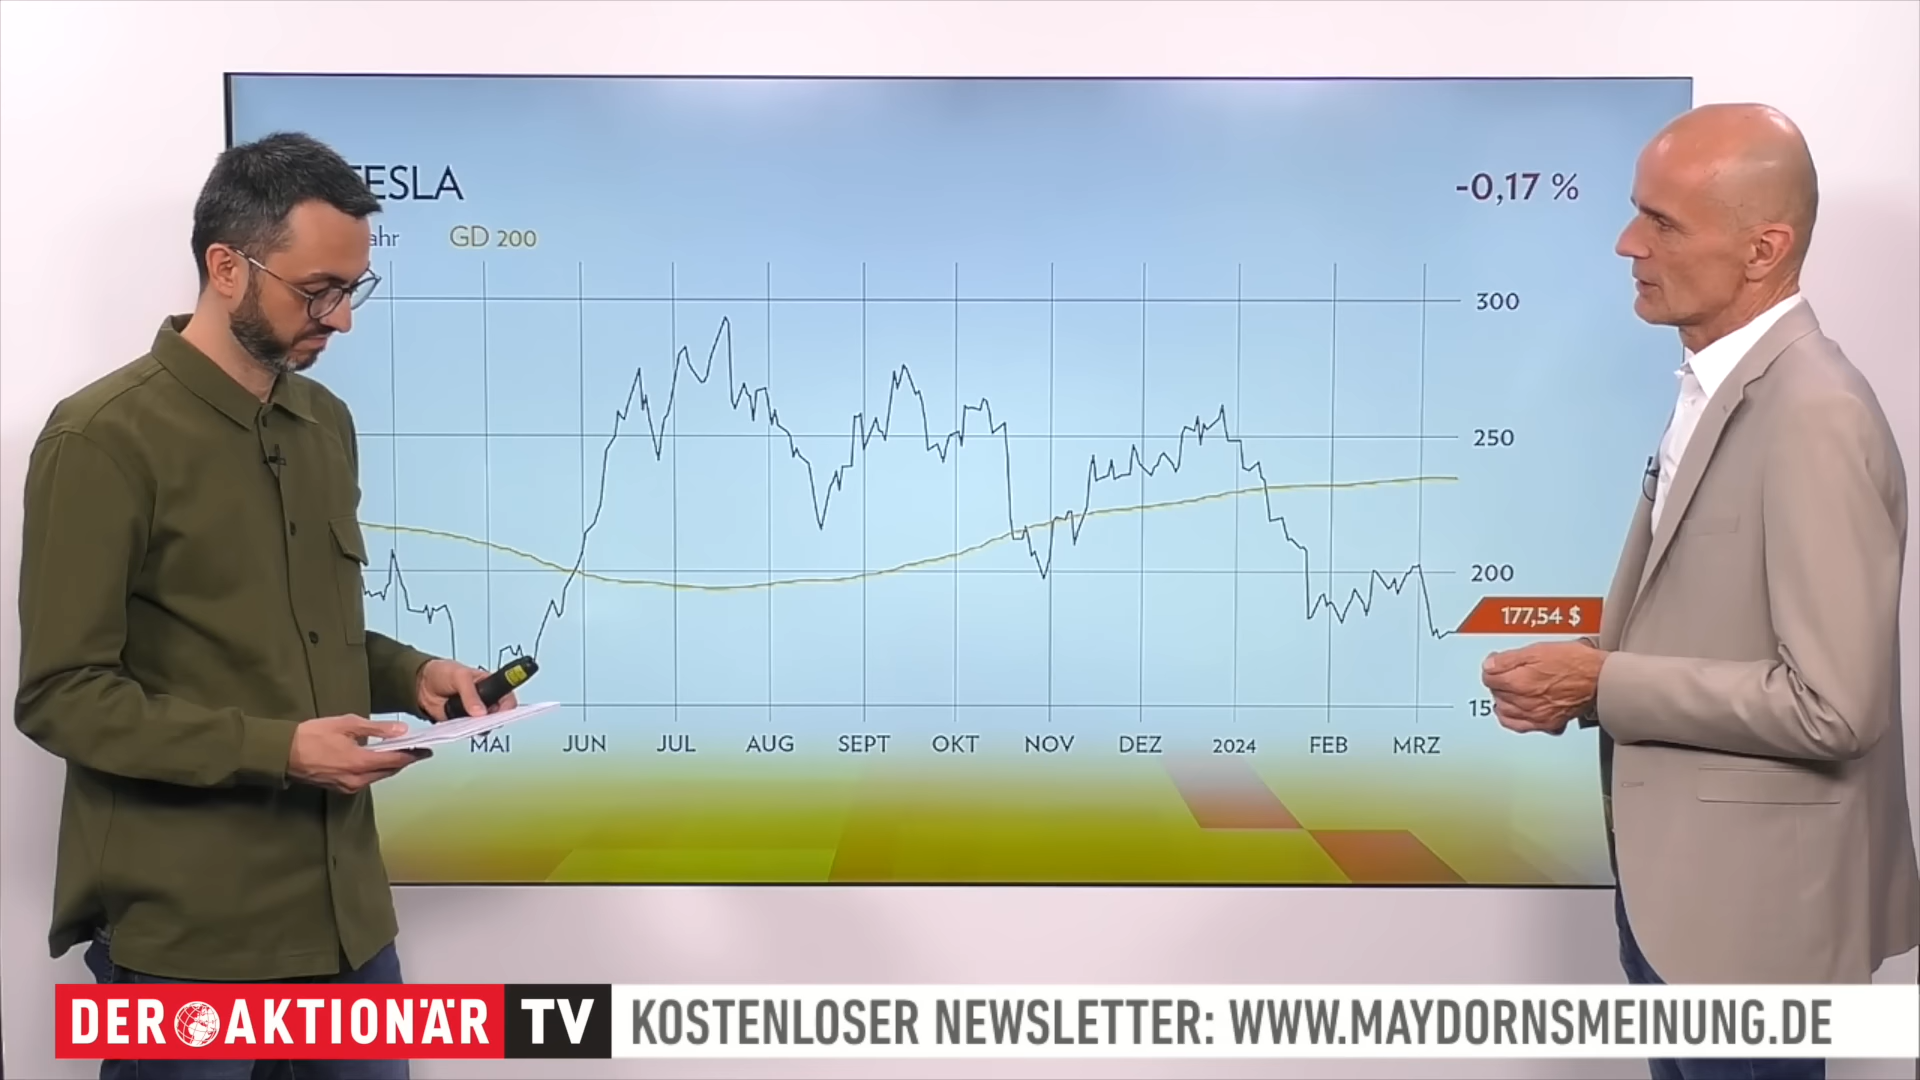 TESLA
-0,17 %
ahr GD 200
300
250
200
177,54 $
15
MAI JUN JUL AUG SEPT OKT NOV DEZ 2024 FEB MRZ
DER AKTIONÄR TV KOSTENLOSER NEWSLETTER: WWW.MAYDORNSMEINUNG.DE